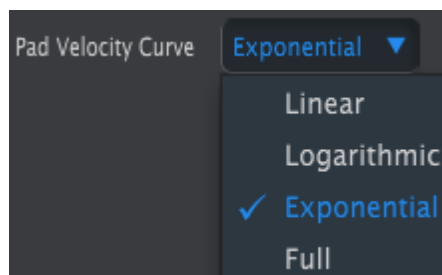 Pad Velocity Curve Exponential
Linear
Logarithmic
Exponential
Full